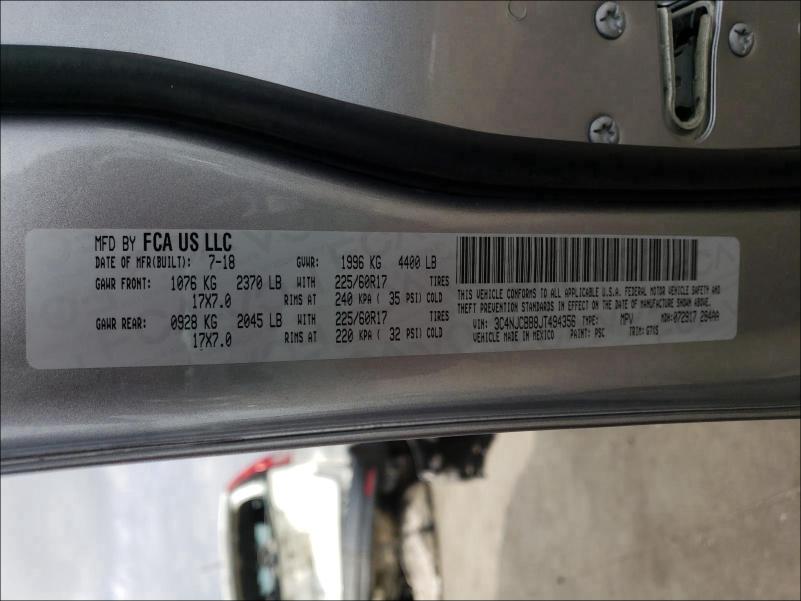 MFD BY FCA US LLC
DATE OF MFR(BUILT): 7-18 GVWR: 1996 KG 4400 LB
GAWR FRONT: 1076 KG 2370 LB WITH 225/60R17 TIRES
17X7.0 RIMS AT 240 KPA ( 35 PSI) COLD
GAWR REAR: 0928 KG 2045 LB WITH 225/60R17 TIRES
17X7.0 RIMS AT 220 KPA ( 32 PSI) COLD
THIS VEHICLE CONFORMS TO ALL APPLICABLE U.S.A. FEDERAL MOTOR VEHICLE SAFETY AND
THEFT PREVENTION STANDARDS IN EFFECT ON THE DATE OF MANUFACTURE SHOWN ABOVE.
VIN: 3C4NJCBB8JT494356 TYPE: MPV MDH: 072917 284AA
VEHICLE MADE IN MEXICO PAINT: PSC TRIM: